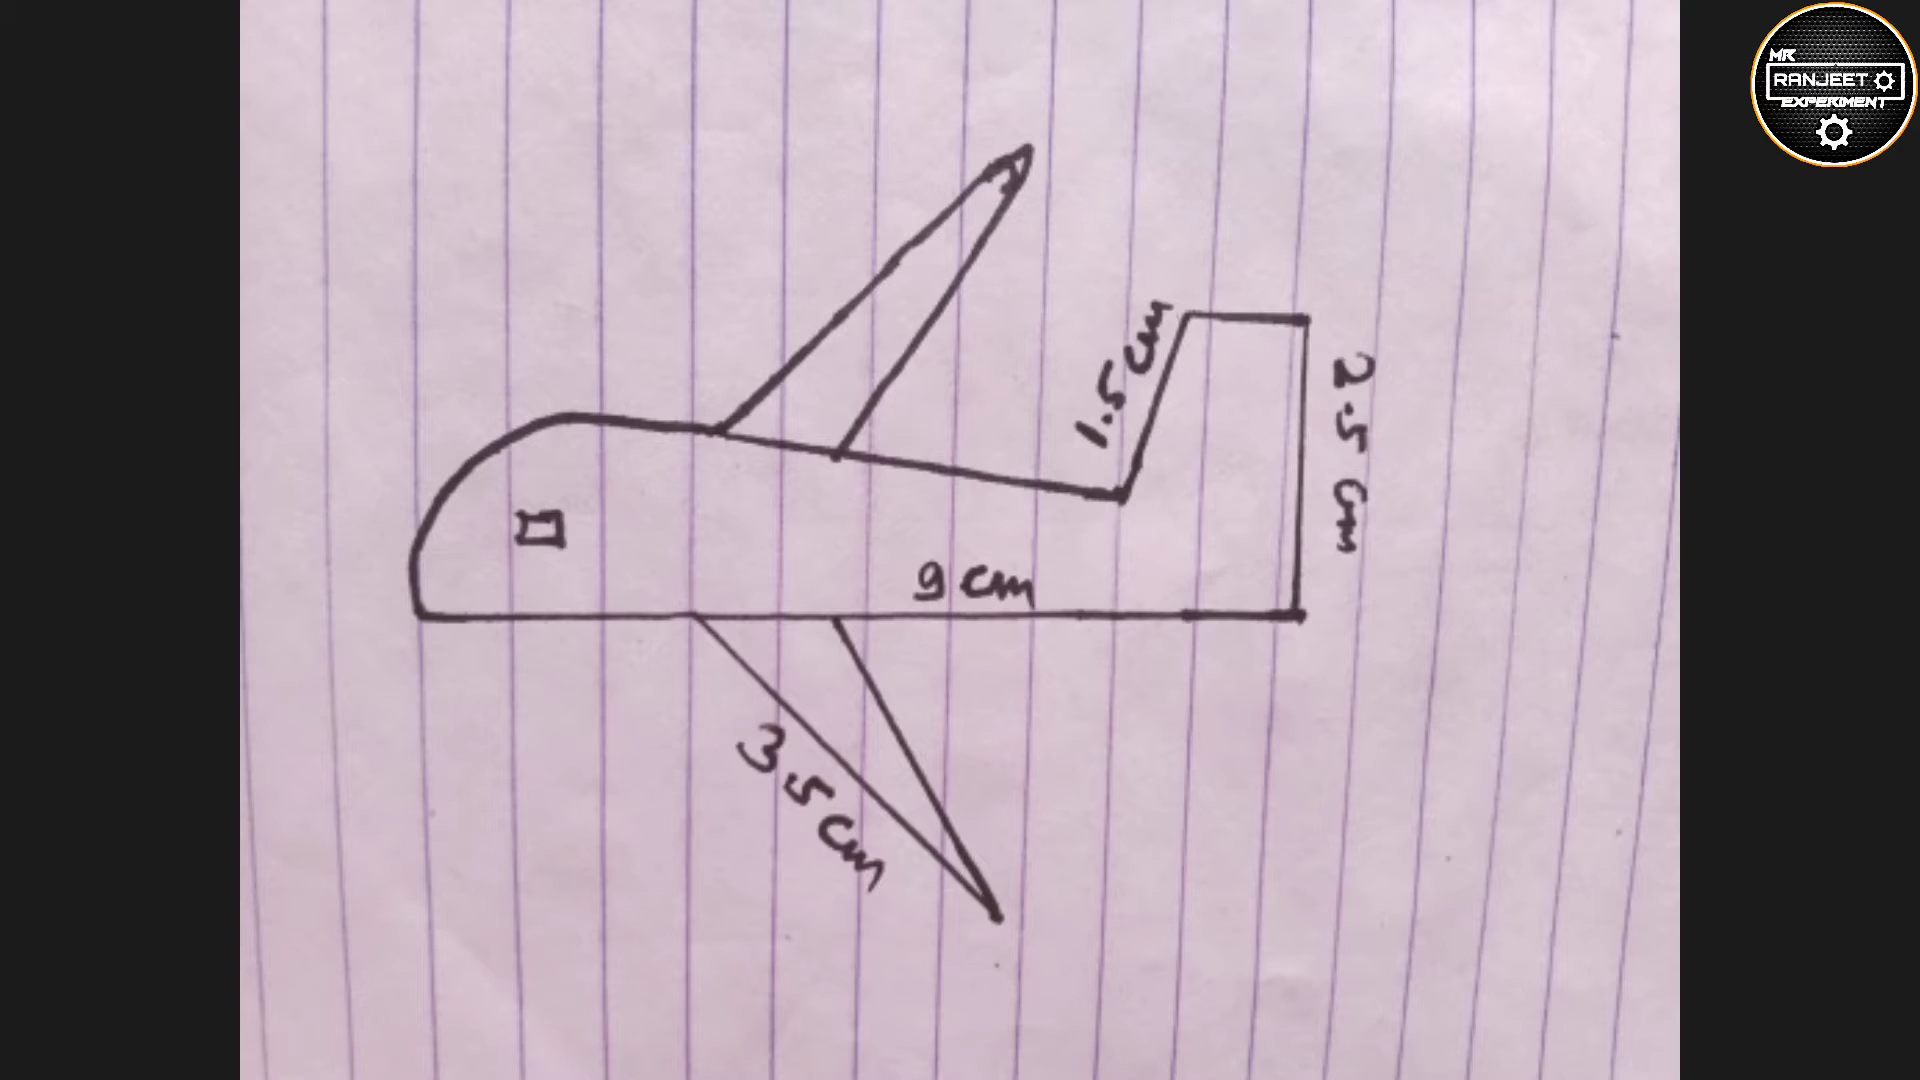 MR
RANJEET
EXPERIMENT
1.5 cm
2.5 cm
9 cm
3.5 cm